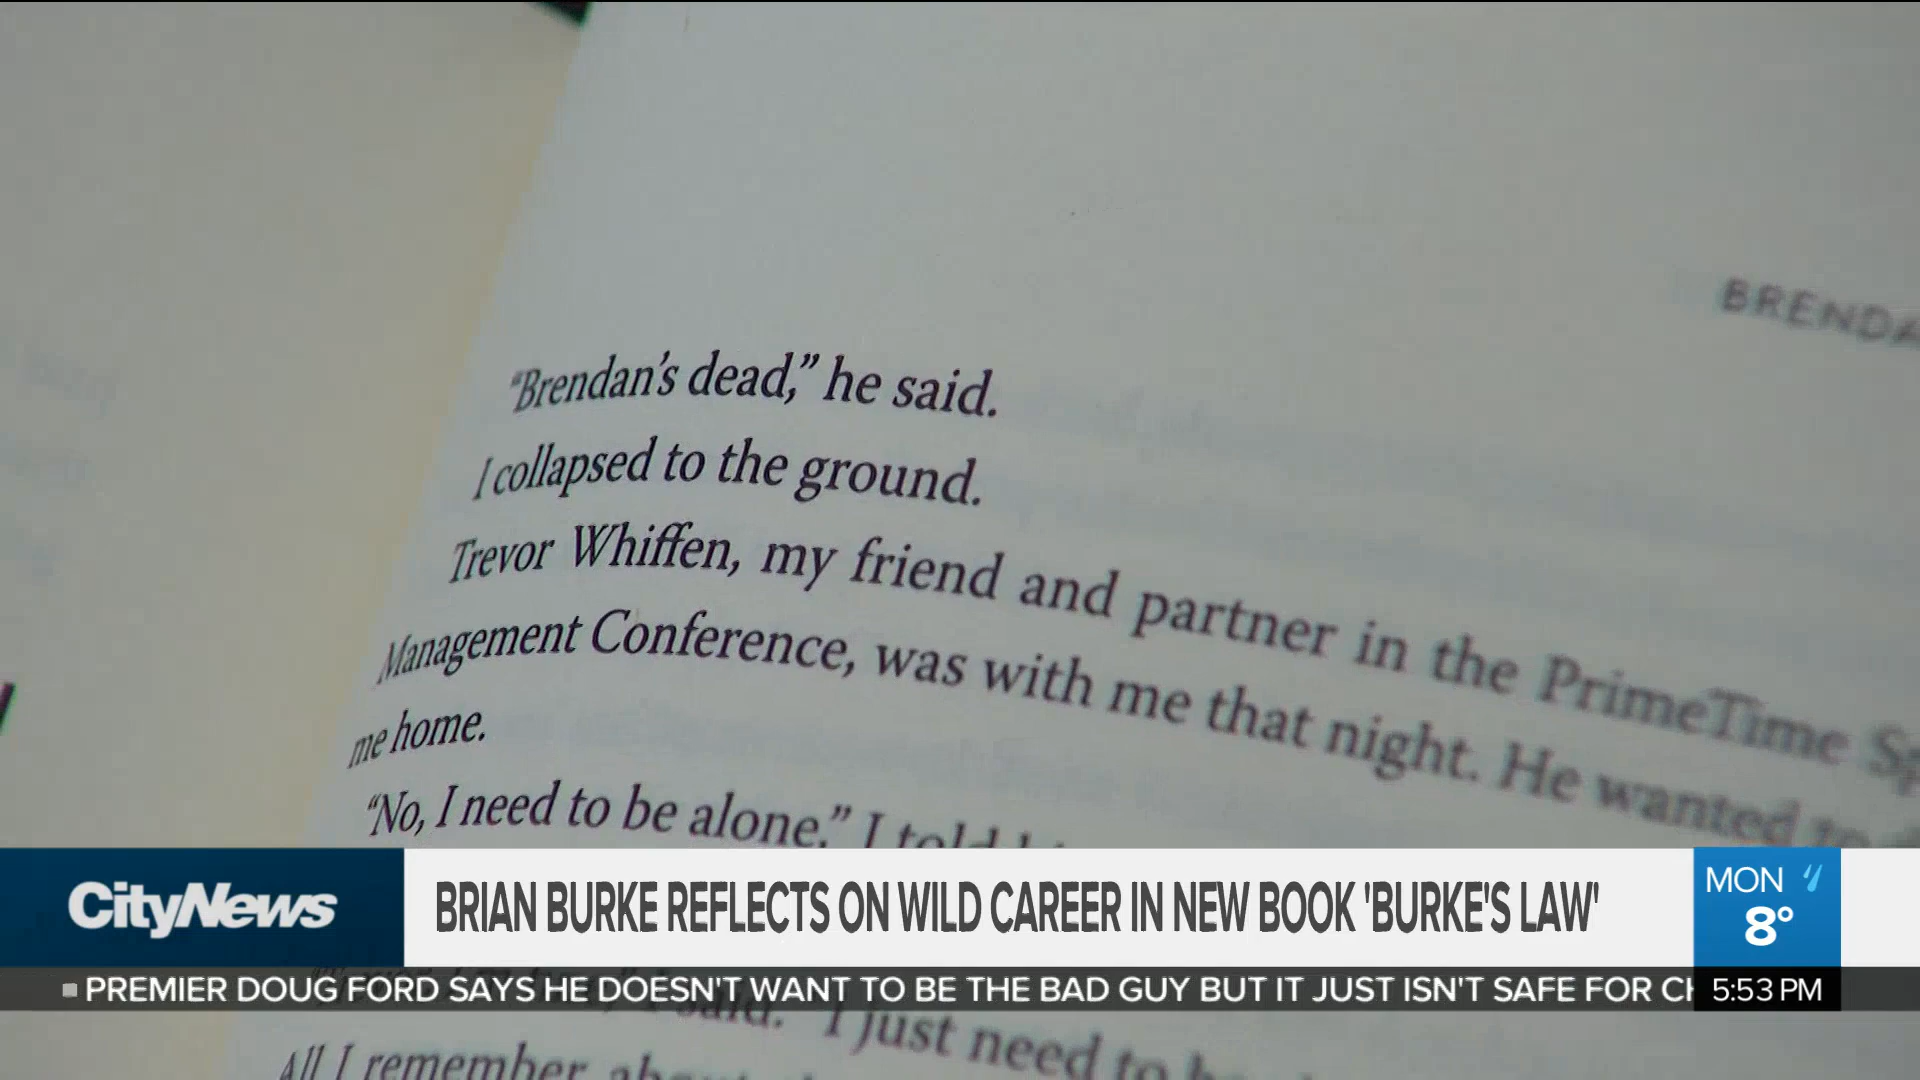 BRENDA
“Brendan’s dead,” he said.
I collapsed to the ground.
Trevor Whiffen, my friend and partner in the PrimeTime Sp
Management Conference, was with me that night. He wanted to
me home.
“No, I need to be alone,” I told
CityNews
BRIAN BURKE REFLECTS ON WILD CAREER IN NEW BOOK 'BURKE'S LAW'
MON
8°
PREMIER DOUG FORD SAYS HE DOESN'T WANT TO BE THE BAD GUY BUT IT JUST ISN'T SAFE FOR CH
5:53 PM
I said. “I just need to
All I remember